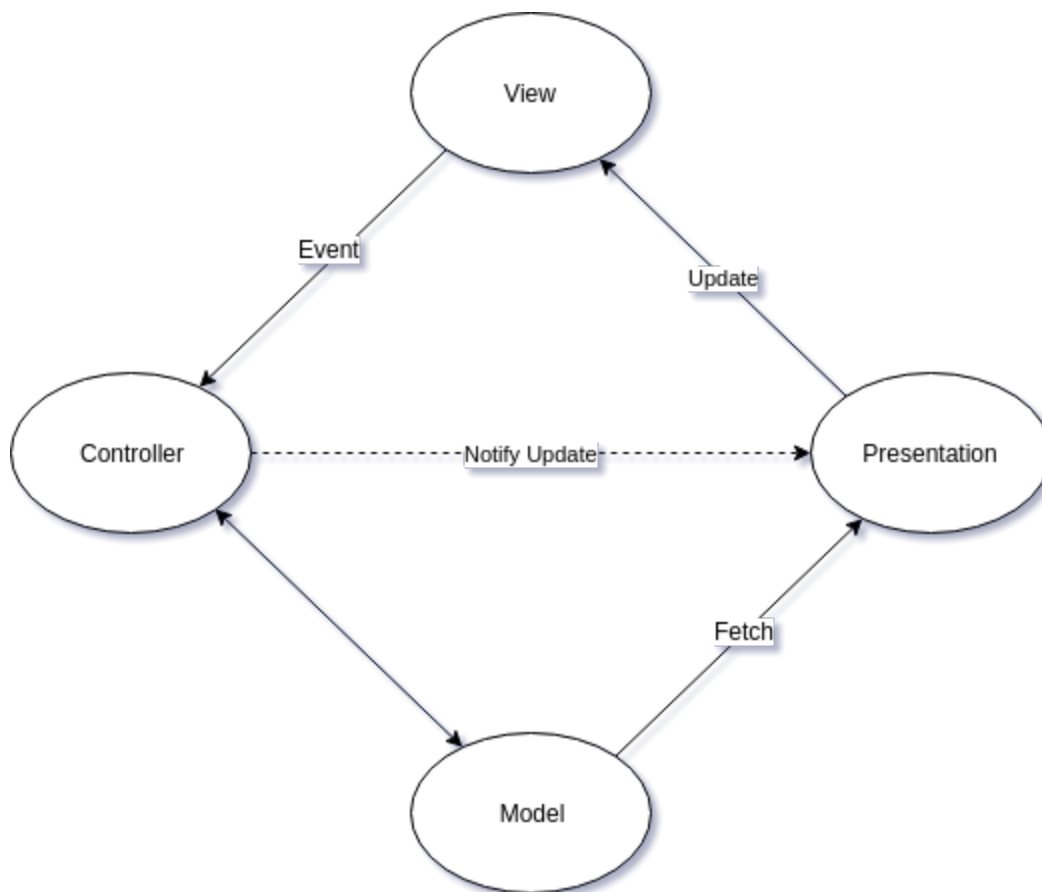 View
Event
Update
Controller
Notify Update
Presentation
Fetch
Model